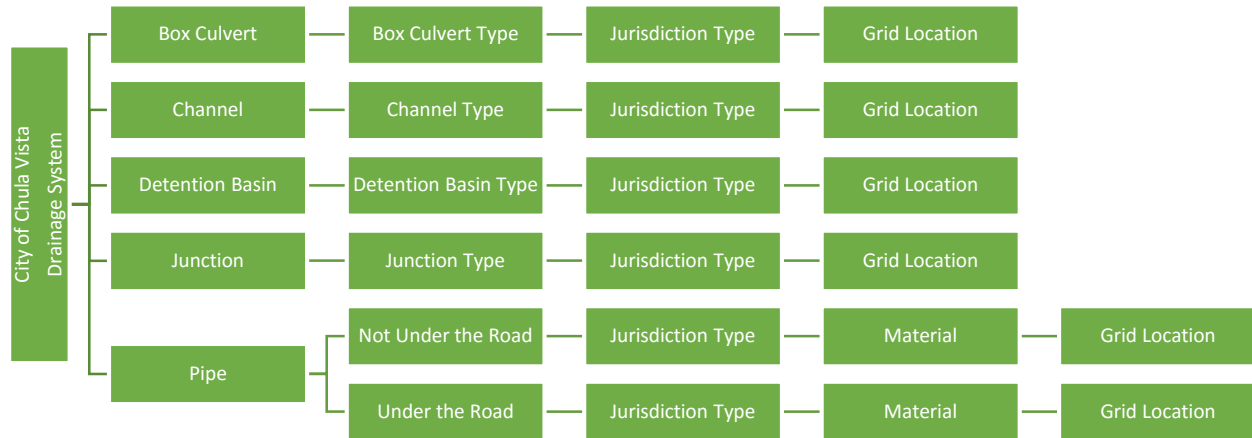 City of Chula Vista
Drainage System
Box Culvert
Box Culvert Type
Jurisdiction Type
Grid Location
Channel
Channel Type
Jurisdiction Type
Grid Location
Detention Basin
Detention Basin Type
Jurisdiction Type
Grid Location
Junction
Junction Type
Jurisdiction Type
Grid Location
Pipe
Not Under the Road
Jurisdiction Type
Material
Grid Location
Under the Road
Jurisdiction Type
Material
Grid Location